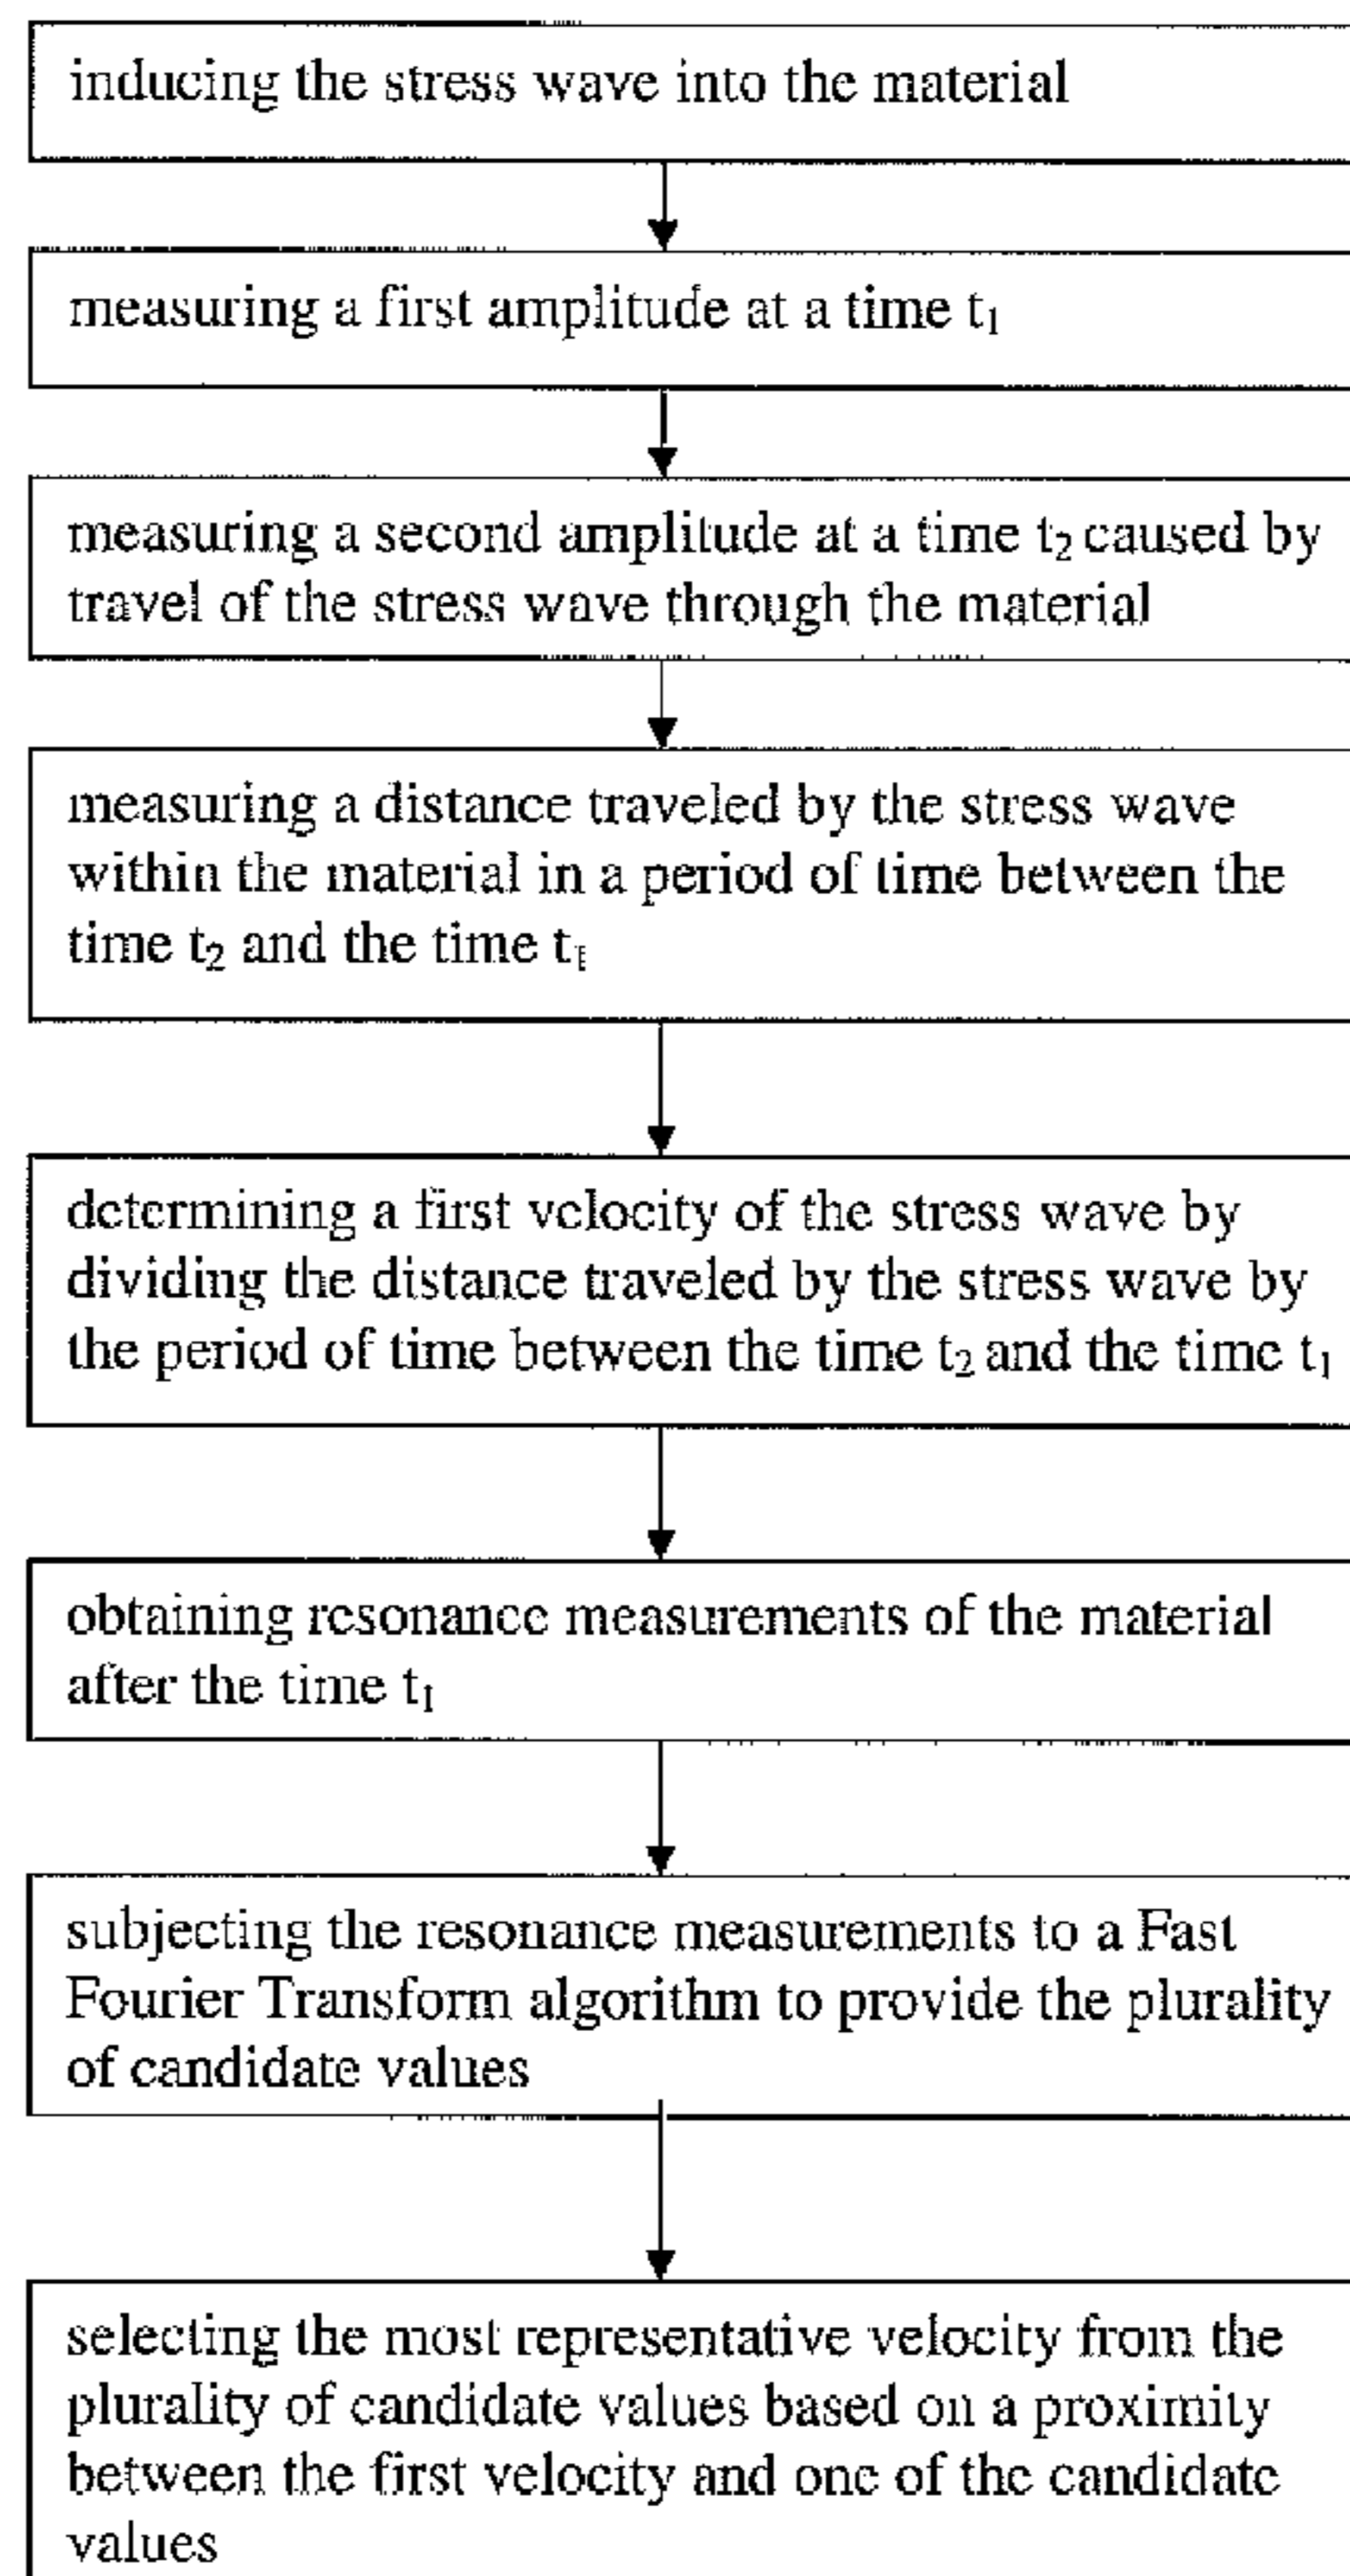 inducing the stress wave into the material
measuring a first amplitude at a time t₁
measuring a second amplitude at a time t₂ caused by
travel of the stress wave through the material
measuring a distance traveled by the stress wave
within the material in a period of time between the
time t₂ and the time t₁
determining a first velocity of the stress wave by
dividing the distance traveled by the stress wave by
the period of time between the time t₂ and the time t₁
obtaining resonance measurements of the material
after the time t₁
subjecting the resonance measurements to a Fast
Fourier Transform algorithm to provide the plurality
of candidate values
selecting the most representative velocity from the
plurality of candidate values based on a proximity
between the first velocity and one of the candidate
values